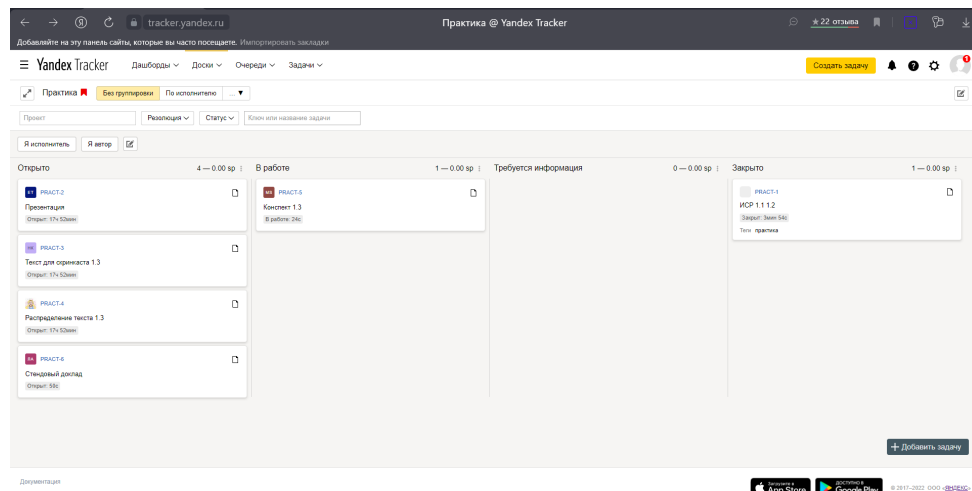 tracker.yandex.ru
Практика @ Yandex Tracker
★ 22 отзыва
Добавляйте на эту панель сайты, которые вы часто посещаете. Импортировать закладки
Yandex Tracker Дашборды Доски Очереди Задачи Создать задачу
Практика Без группировки По исполнителю ...
Проект Резолюция Статус Ключ или название задачи
Я исполнитель Я автор
Открыто 4 — 0.00 sp
PRACT-2
Презентация
Открыт: 17ч 52мин
PRACT-3
Текст для скринкаста 1.3
Открыт: 17ч 52мин
PRACT-4
Распределение текста 1.3
Открыт: 17ч 52мин
PRACT-6
Стендовый доклад
Открыт: 50с
В работе 1 — 0.00 sp
PRACT-5
Конспект 1.3
В работе: 24с
Требуется информация 0 — 0.00 sp
Закрыто 1 — 0.00 sp
PRACT-1
ИСР 1.1 1.2
Закрыт: 3мин 54с
Теги практика
+ Добавить задачу
Документация
Загрузите в
App Store
ДОСТУПНО В
Google Play
© 2017–2022 ООО «ЯНДЕКС»